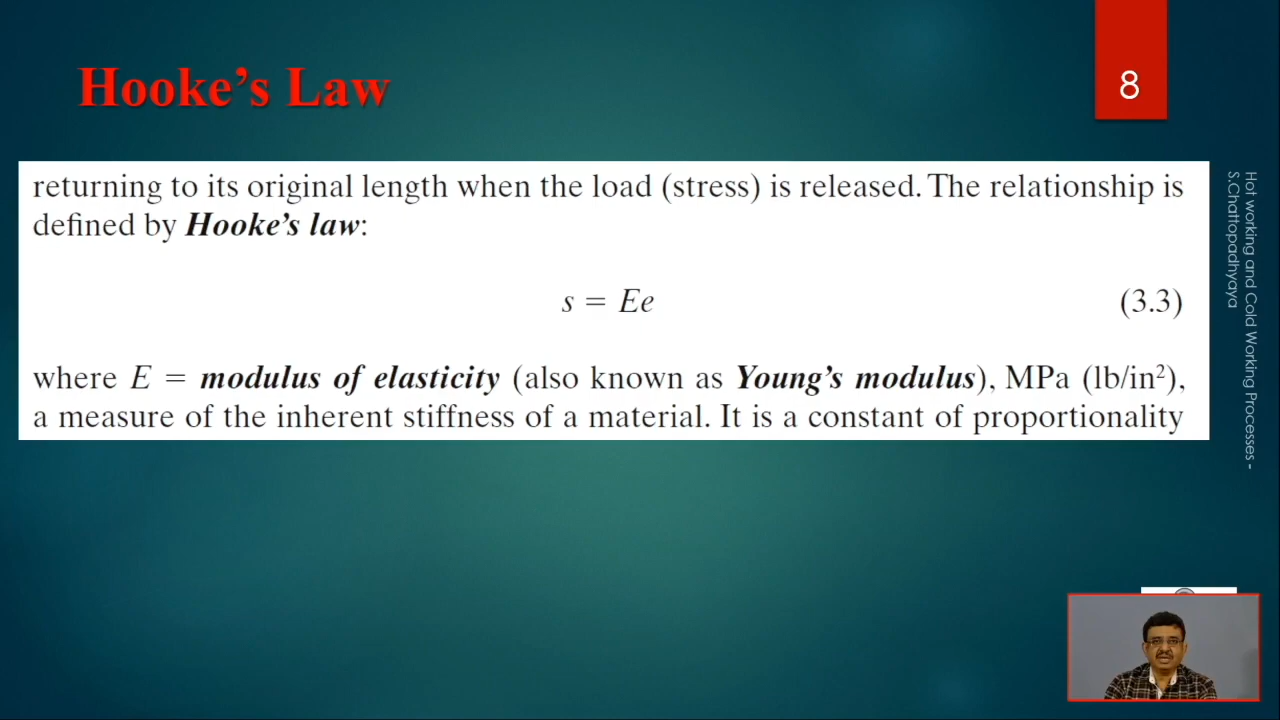 Hooke’s Law
8
returning to its original length when the load (stress) is released. The relationship is
defined by Hooke’s law:
s = Ee (3.3)
where E = modulus of elasticity (also known as Young’s modulus), MPa (lb/in²),
a measure of the inherent stiffness of a material. It is a constant of proportionality
Hot working and Cold Working Processes -
S.Chattopadhyaya